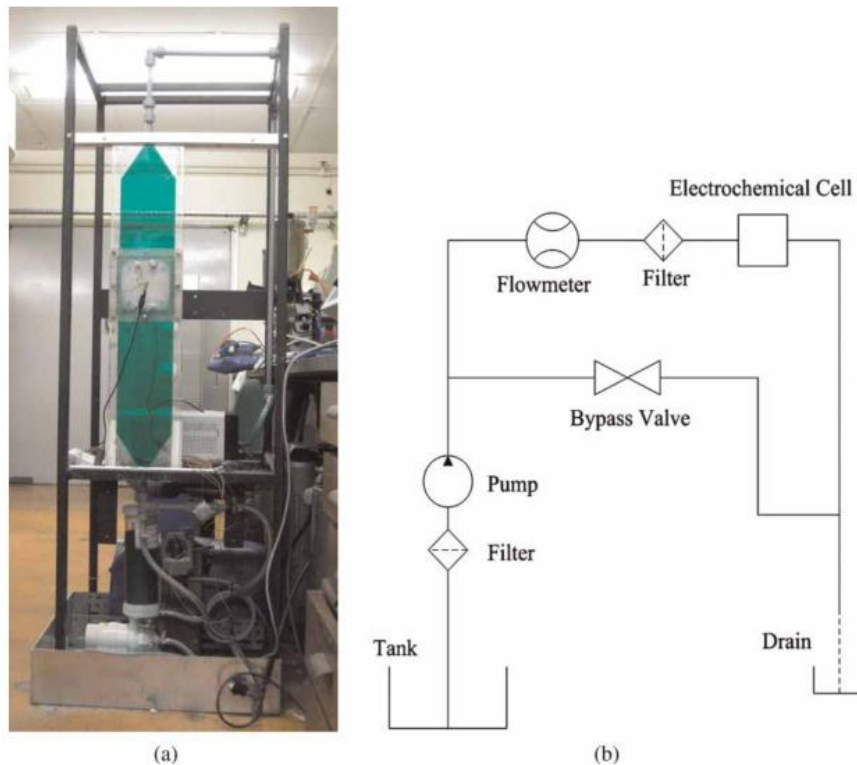 Electrochemical Cell
Flowmeter
Filter
Bypass Valve
Pump
Filter
Tank
Drain
(a)
(b)